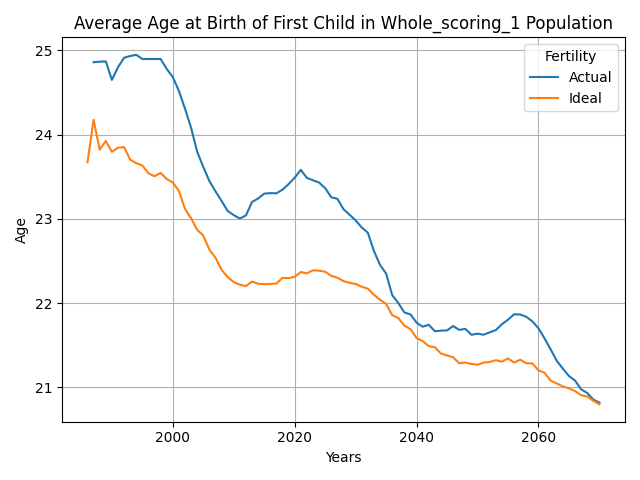 Average Age at Birth of First Child in Whole_scoring_1 Population
Fertility
Actual
Ideal
Age
25
24
23
22
21
2000
2020
2040
2060
Years